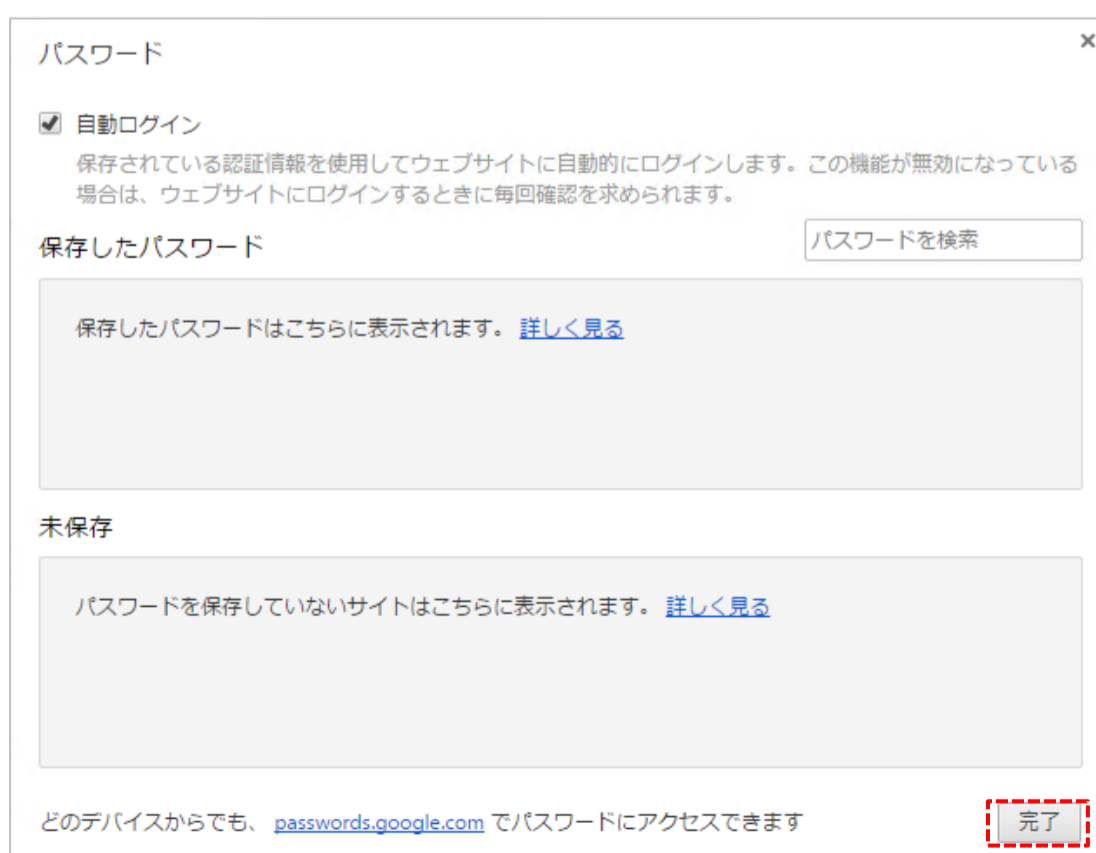 パスワード
×
自動ログイン
保存されている認証情報を使用してウェブサイトに自動的にログインします。この機能が無効になっている
場合は、ウェブサイトにログインするときに毎回確認を求められます。
保存したパスワード
パスワードを検索
保存したパスワードはこちらに表示されます。 詳しく見る
未保存
パスワードを保存していないサイトはこちらに表示されます。 詳しく見る
どのデバイスからでも、 passwords.google.com でパスワードにアクセスできます
完了